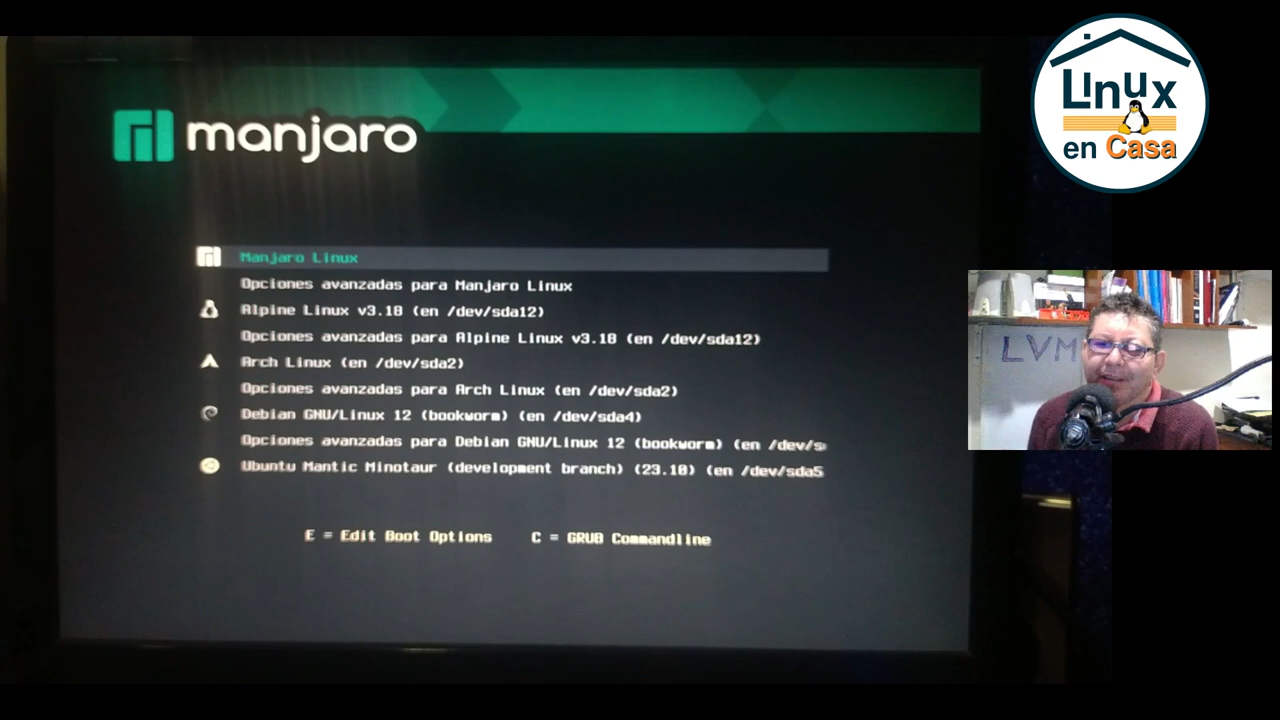 manjaro
Manjaro Linux
Opciones avanzadas para Manjaro Linux
Alpine Linux v3.18 (en /dev/sda12)
Opciones avanzadas para Alpine Linux v3.18 (en /dev/sda12)
Arch Linux (en /dev/sda2)
Opciones avanzadas para Arch Linux (en /dev/sda2)
Debian GNU/Linux 12 (bookworm) (en /dev/sda4)
Opciones avanzadas para Debian GNU/Linux 12 (bookworm) (en /dev/s
Ubuntu Mantic Minotaur (development branch) (23.10) (en /dev/sda5
E = Edit Boot Options C = GRUB Commandline
Linux
en Casa
LVM